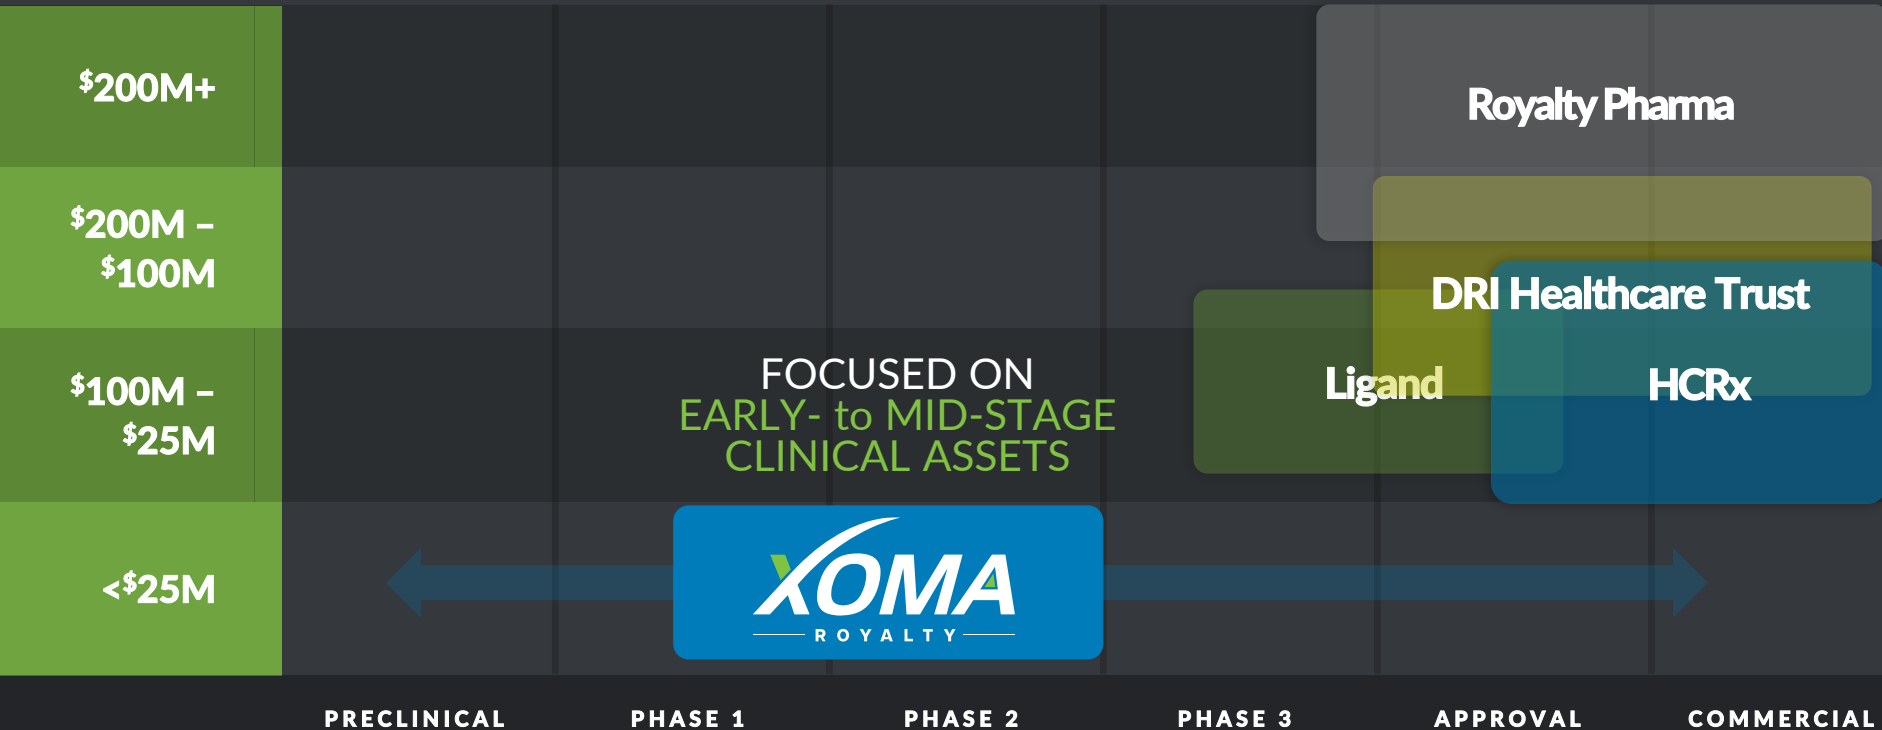 $200M+
Royalty Pharma
$200M –
$100M
DRI Healthcare Trust
$100M –
$25M
FOCUSED ON
EARLY- to MID-STAGE
CLINICAL ASSETS
Ligand
HCRx
<$25M
XOMA
ROYALTY
PRECLINICAL
PHASE 1
PHASE 2
PHASE 3
APPROVAL
COMMERCIAL